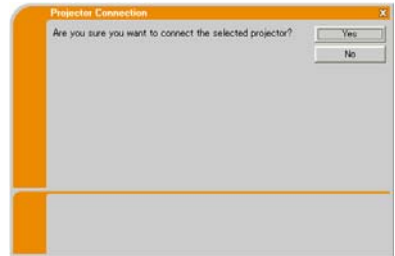 Projector Connection X
Are you sure you want to connect the selected projector? Yes
No